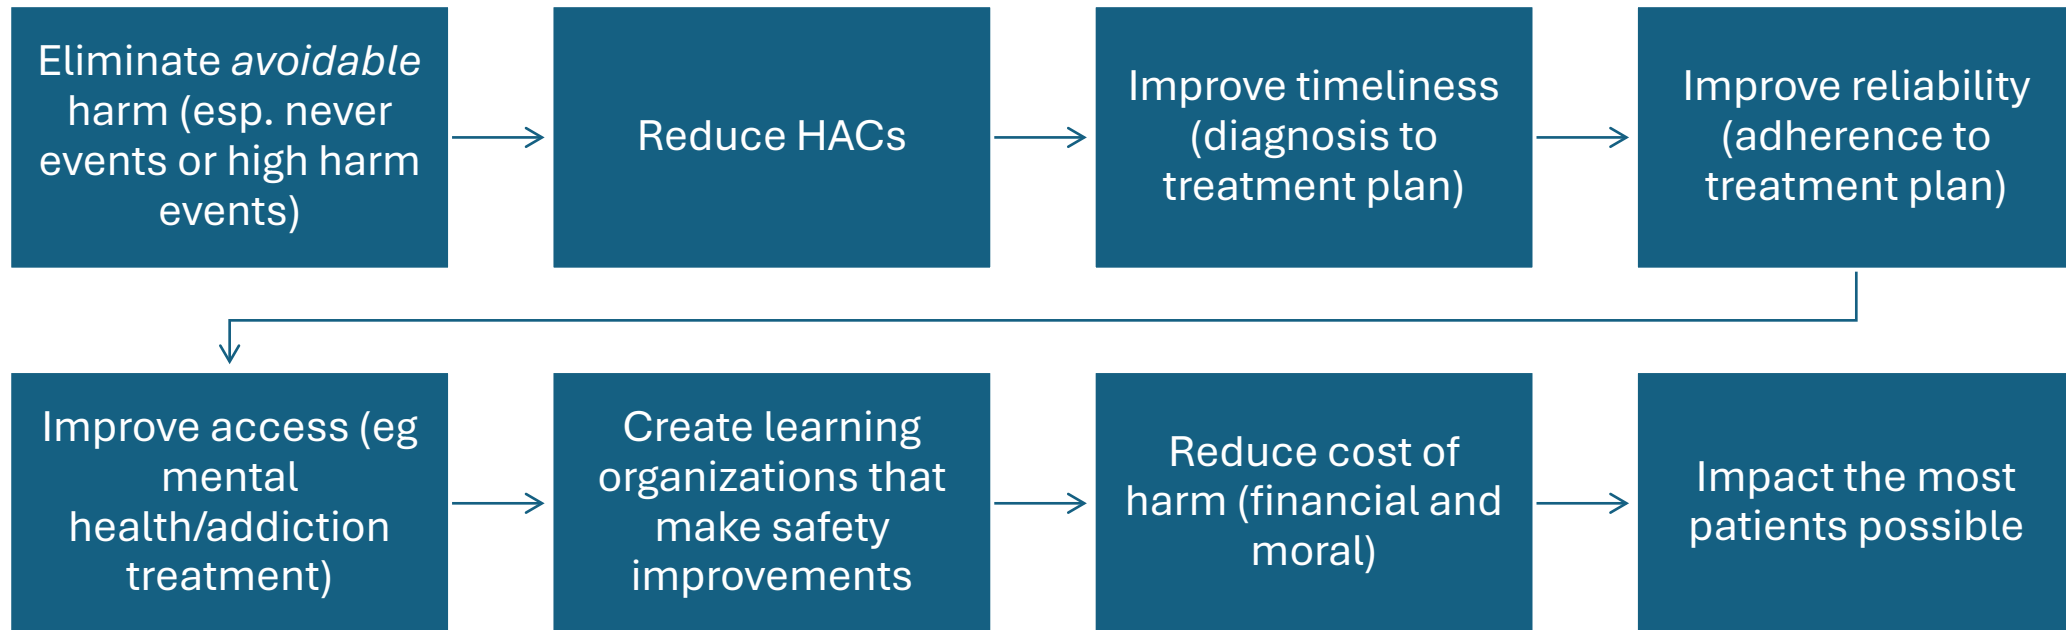 Eliminate avoidable
harm (esp. never
events or high harm
events)
Reduce HACs
Improve timeliness
(diagnosis to
treatment plan)
Improve reliability
(adherence to
treatment plan)
Improve access (eg
mental
health/addiction
treatment)
Create learning
organizations that
make safety
improvements
Reduce cost of
harm (financial and
moral)
Impact the most
patients possible